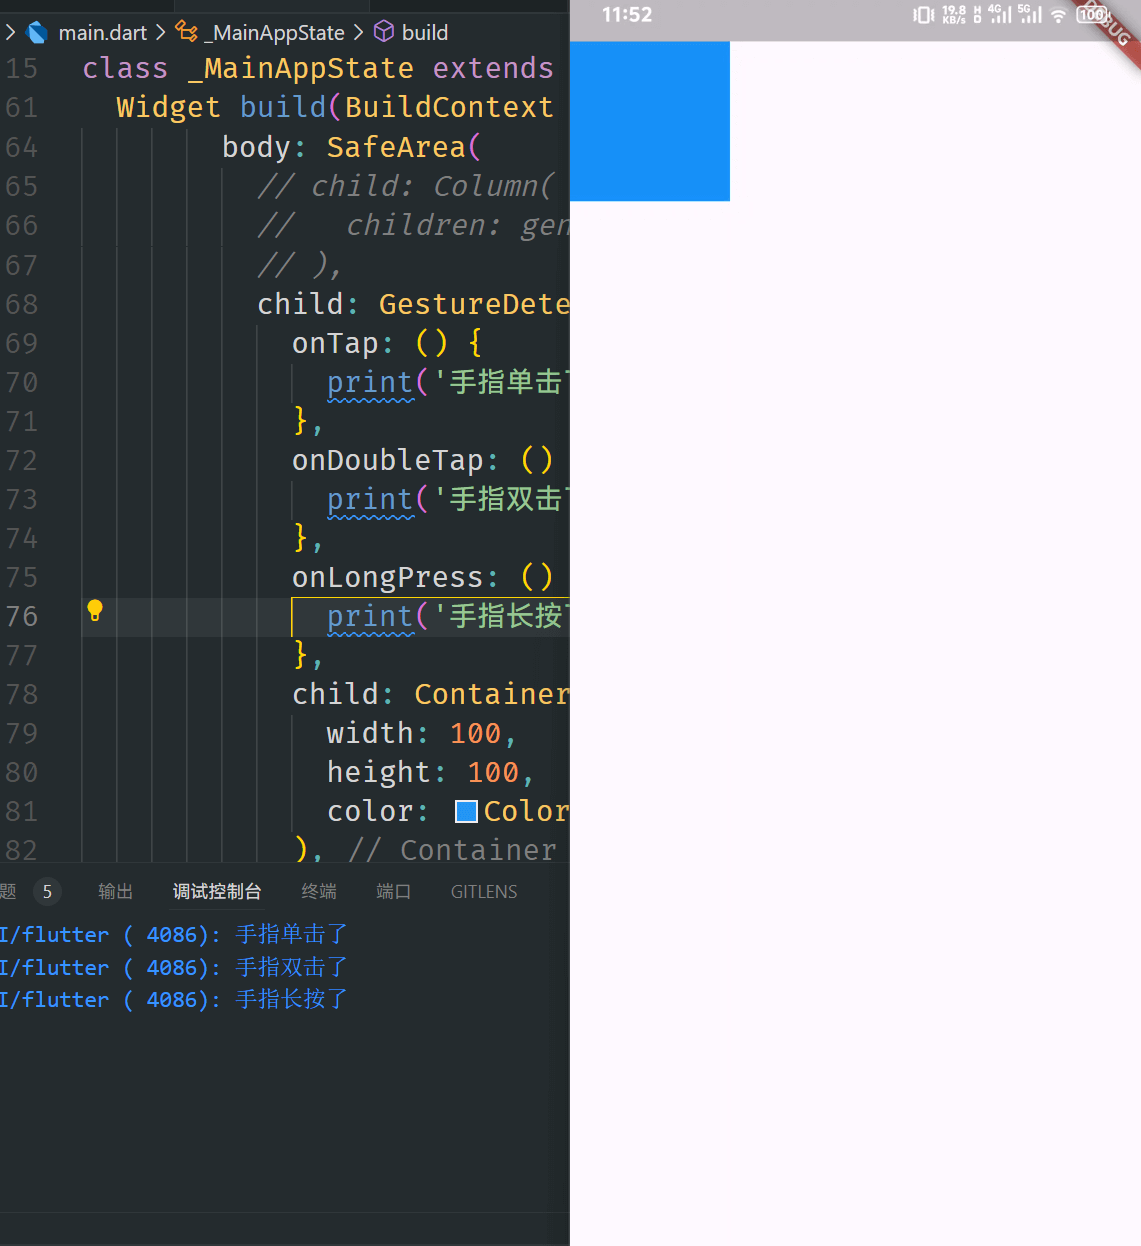 main.dart _MainAppState build
15 class _MainAppState extends
61 Widget build(BuildContext
64 body: SafeArea(
65 // child: Column(
66 // children: gen
67 // ),
68 child: GestureDete
69 onTap: () {
70 print('手指单击了
71 },
72 onDoubleTap: ()
73 print('手指双击了
74 },
75 onLongPress: ()
76 print('手指长按了
77 },
78 child: Container
79 width: 100,
80 height: 100,
81 color: Color
82 ), // Container
题 5 输出 调试控制台 终端 端口 GITLENS
I/flutter ( 4086): 手指单击了
I/flutter ( 4086): 手指双击了
I/flutter ( 4086): 手指长按了
11:52 19.8 KB/s HD 4G 5G 100
DEBUG